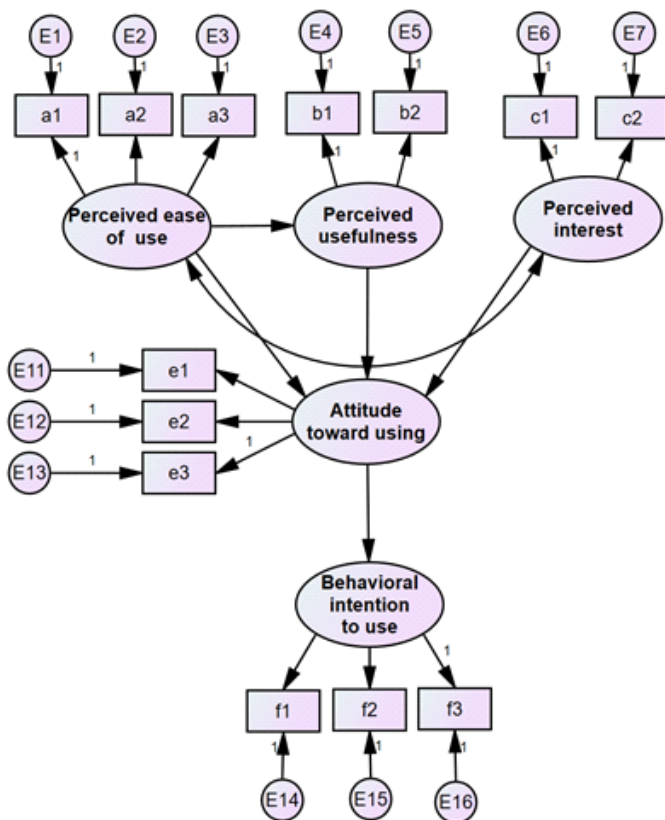 E1 E2 E3 E4 E5 E6 E7
1 1 1 1 1 1 1
a1 a2 a3 b1 b2 c1 c2
1 1 1
Perceived ease
of use
Perceived
usefulness
Perceived
interest
E11 1 e1
E12 1 e2
E13 1 e3
1
Attitude
toward using
Behavioral
intention
to use
1
f1 f2 f3
1 1 1
E14 E15 E16